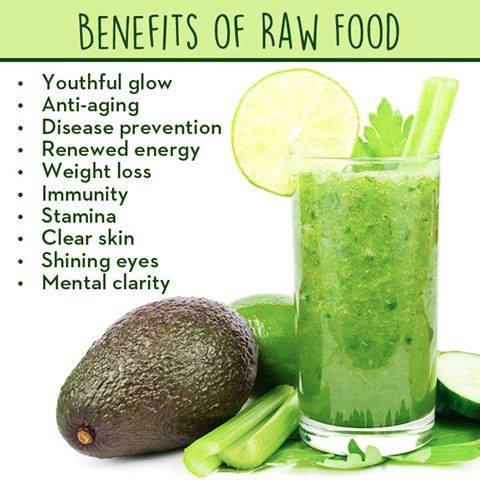 BENEFITS OF RAW FOOD
• Youthful glow
• Anti-aging
• Disease prevention
• Renewed energy
• Weight loss
• Immunity
• Stamina
• Clear skin
• Shining eyes
• Mental clarity